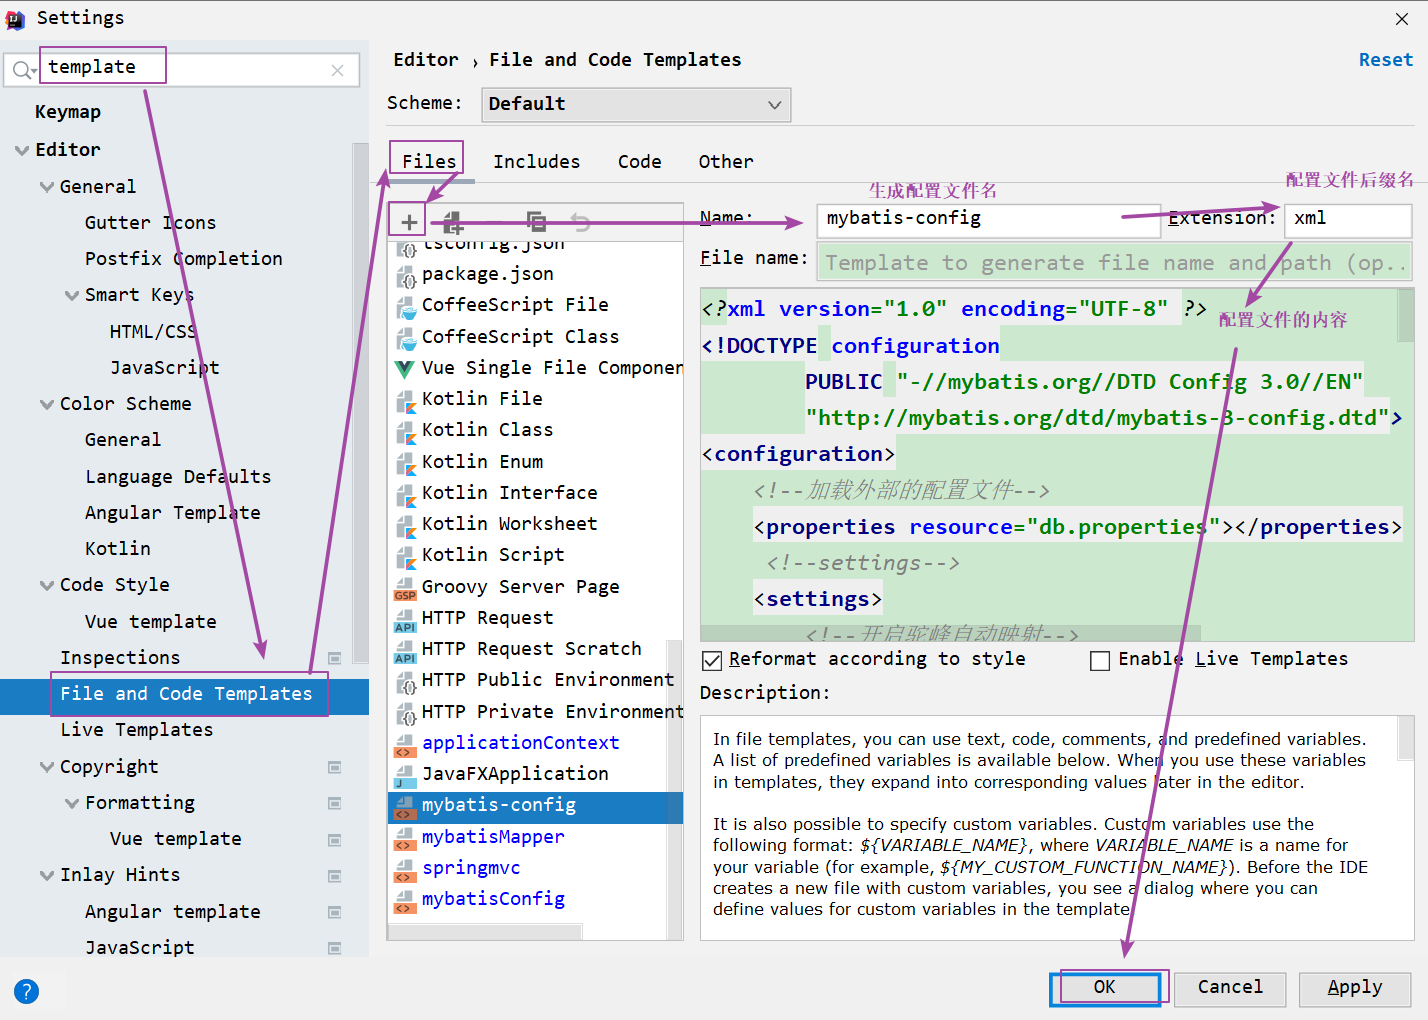 Settings
template
Keymap
Editor
General
Gutter Icons
Postfix Completion
Smart Keys
HTML/CSS
JavaScript
Color Scheme
General
Language Defaults
Angular Template
Kotlin
Code Style
Vue template
Inspections
File and Code Templates
Live Templates
Copyright
Formatting
Vue template
Inlay Hints
Angular template
JavaScript
Editor › File and Code Templates
Reset
Scheme: Default
Files Includes Code Other
tsconfig.json
package.json
CoffeeScript File
CoffeeScript Class
Vue Single File Componen
Kotlin File
Kotlin Class
Kotlin Enum
Kotlin Interface
Kotlin Worksheet
Kotlin Script
GSP Groovy Server Page
API HTTP Request
API HTTP Request Scratch
HTTP Public Environment
HTTP Private Environment
applicationContext
JavaFXApplication
mybatis-config
mybatisMapper
springmvc
mybatisConfig
生成配置文件名
配置文件后缀名
Name: mybatis-config Extension: xml
File name: Template to generate file name and path (op..
<?xml version="1.0" encoding="UTF-8" ?>
配置文件的内容
<!DOCTYPE configuration
PUBLIC "-//mybatis.org//DTD Config 3.0//EN"
"http://mybatis.org/dtd/mybatis-3-config.dtd">
<configuration>
<!--加载外部的配置文件-->
<properties resource="db.properties"></properties>
<!--settings-->
<settings>
<!--开启驼峰自动映射-->
Reformat according to style Enable Live Templates
Description:
In file templates, you can use text, code, comments, and predefined variables.
A list of predefined variables is available below. When you use these variables
in templates, they expand into corresponding values later in the editor.
It is also possible to specify custom variables. Custom variables use the
following format: ${VARIABLE_NAME}, where VARIABLE_NAME is a name for
your variable (for example, ${MY_CUSTOM_FUNCTION_NAME}). Before the IDE
creates a new file with custom variables, you see a dialog where you can
define values for custom variables in the template.
? OK Cancel Apply